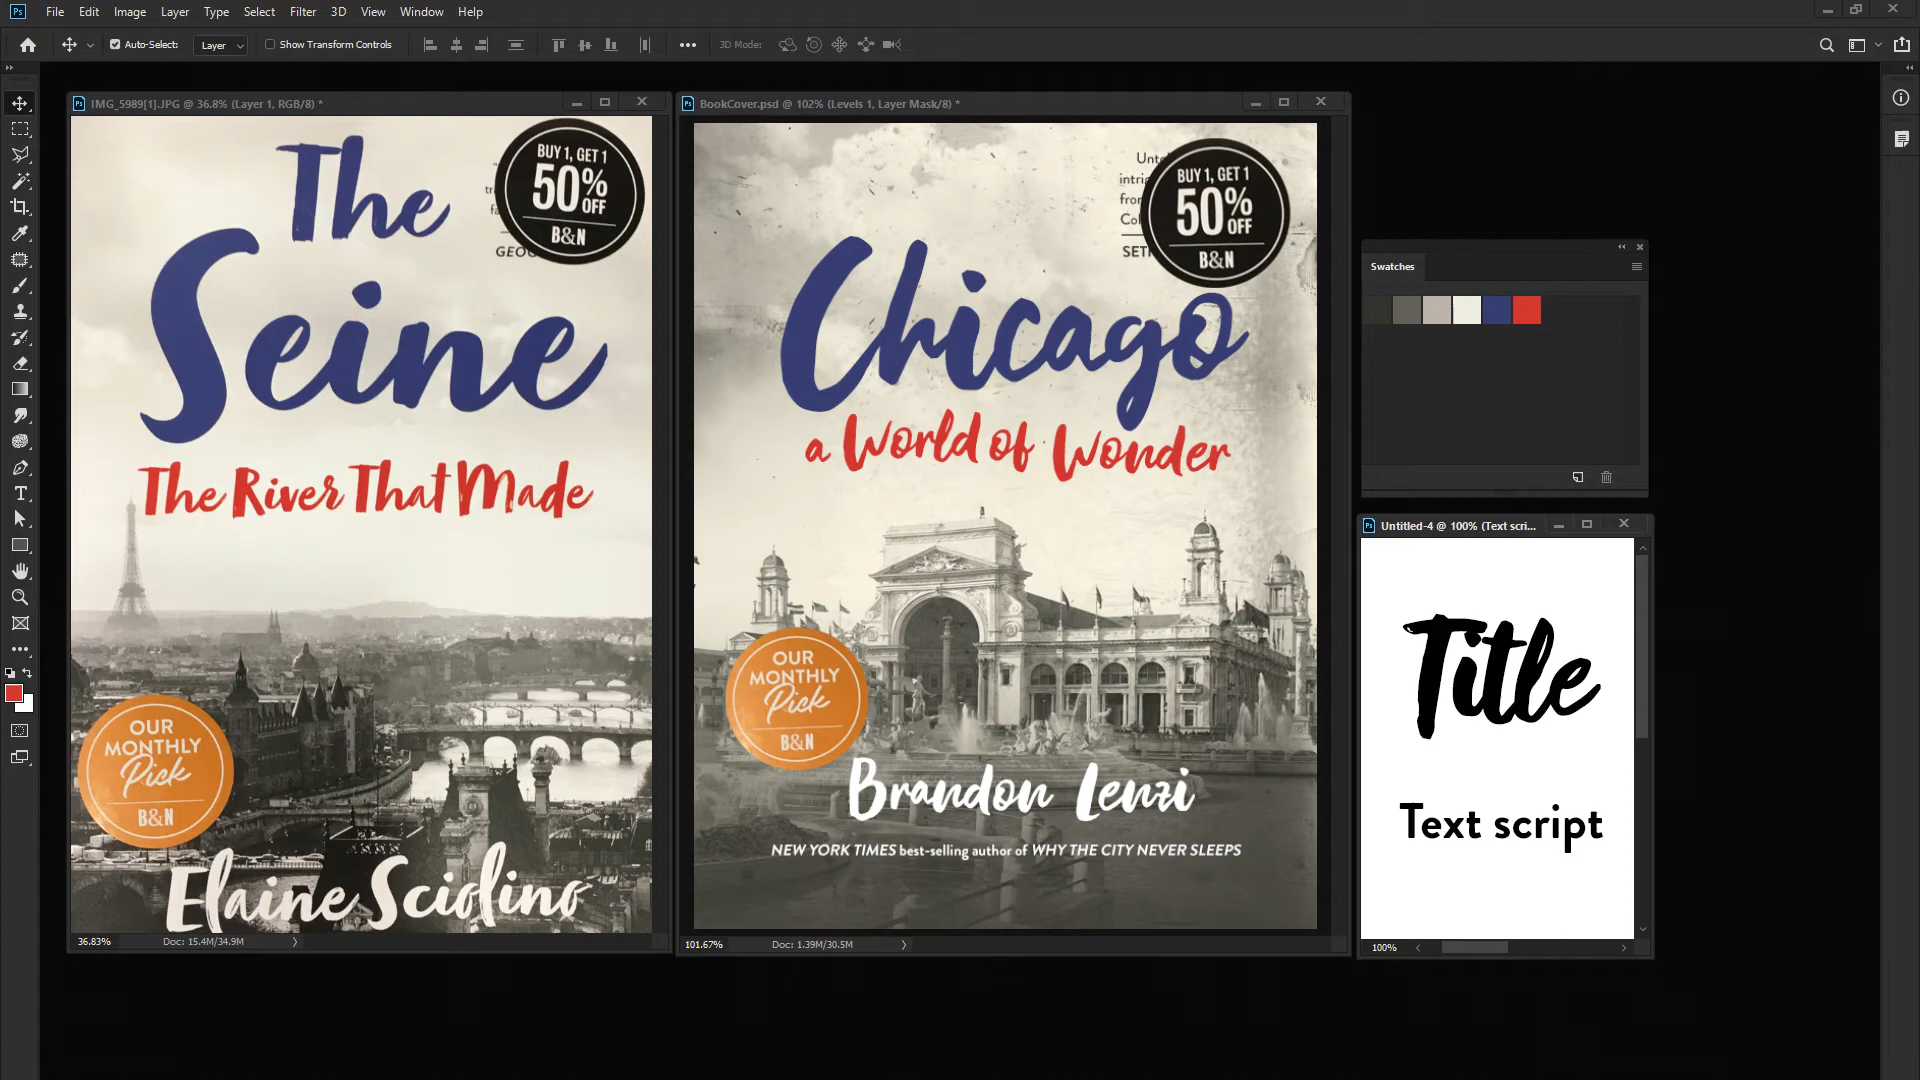 File Edit Image Layer Type Select Filter 3D View Window Help
Auto-Select: Layer Show Transform Controls 3D Mode:
IMG_5989[1].JPG @ 36.8% (Layer 1, RGB/8) *
The
Seine
The River That Made
BUY 1, GET 1
50%
OFF
B&N
OUR
MONTHLY
Pick
B&N
Elaine Sciolino
36.83% Doc: 15.4M/34.9M
BookCover.psd @ 102% (Levels 1, Layer Mask/8) *
BUY 1, GET 1
50%
OFF
B&N
Chicago
a World of Wonder
OUR
MONTHLY
Pick
B&N
Brandon Lenzi
NEW YORK TIMES best-selling author of WHY THE CITY NEVER SLEEPS
101.67% Doc: 1.39M/30.5M
Swatches
Untitled-4 @ 100% (Text scri...
Title
Text script
100%